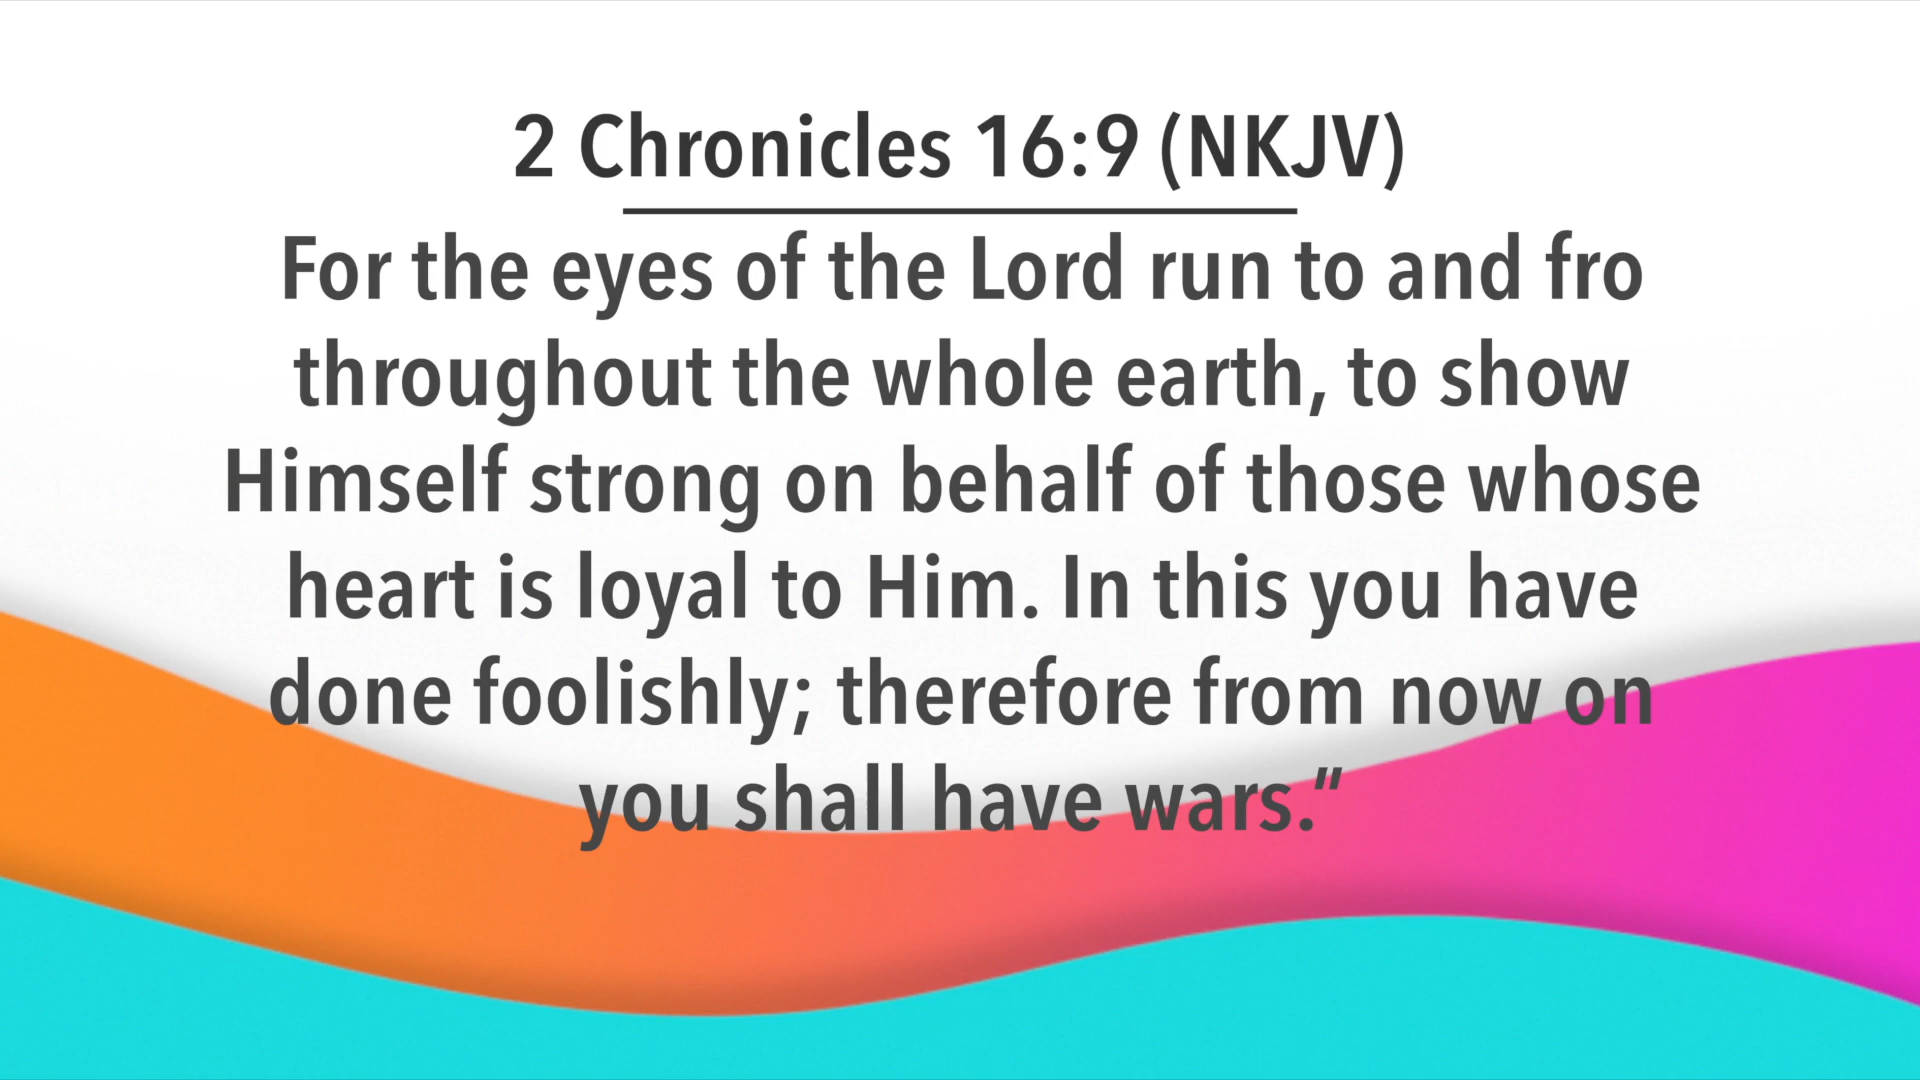 2 Chronicles 16:9 (NKJV)
For the eyes of the Lord run to and fro
throughout the whole earth, to show
Himself strong on behalf of those whose
heart is loyal to Him. In this you have
done foolishly; therefore from now on
you shall have wars.”